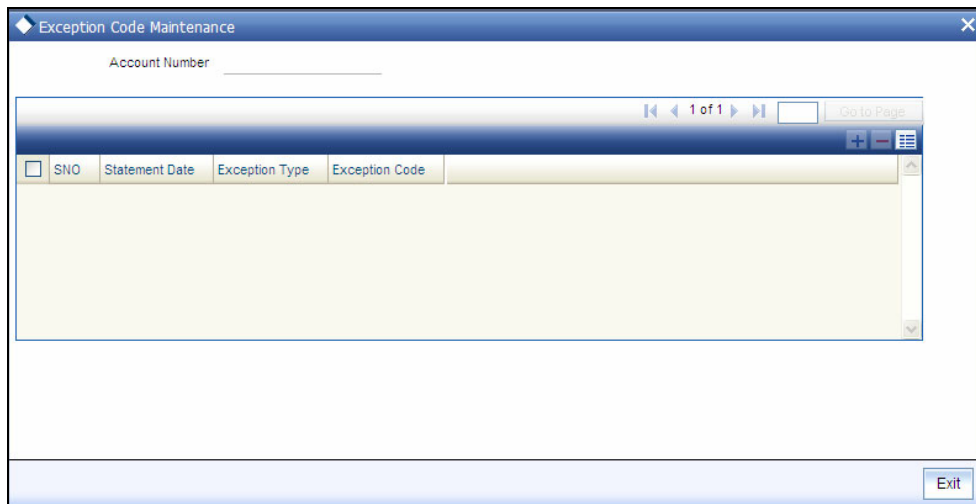 Exception Code Maintenance
Account Number
1 of 1 Go to Page
SNO Statement Date Exception Type Exception Code
Exit